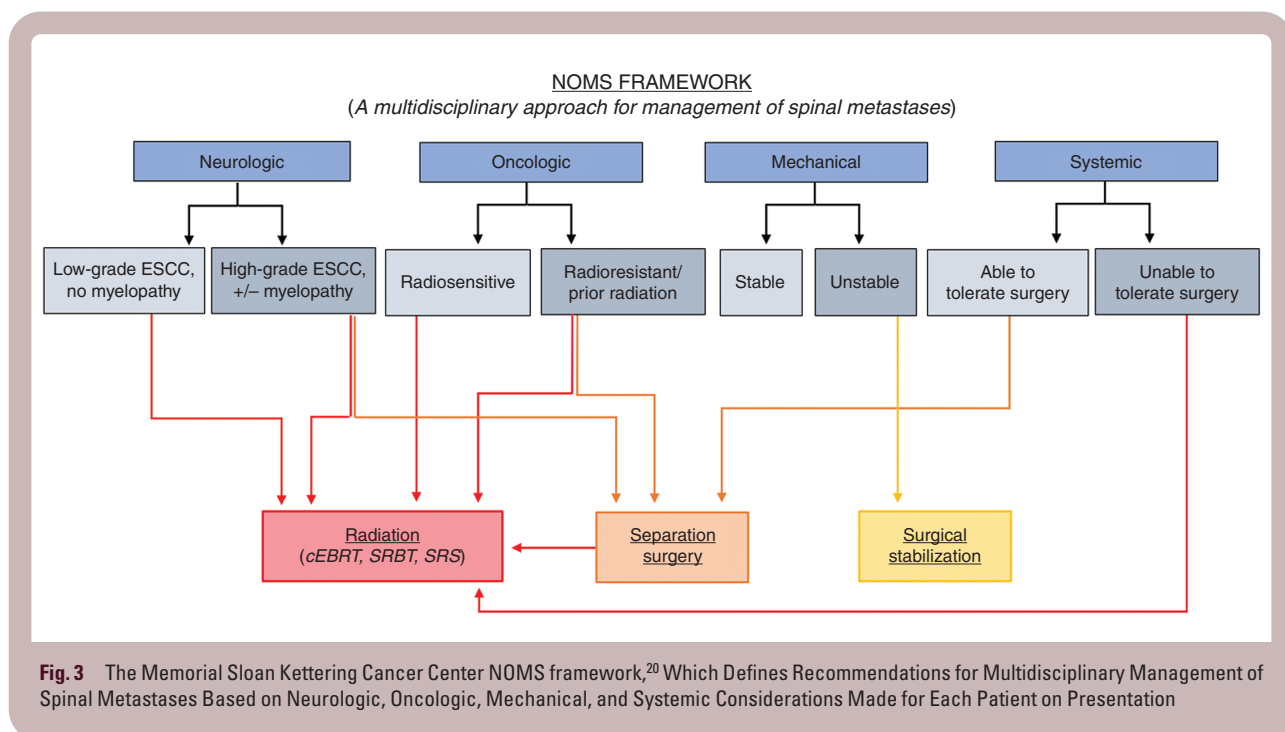 NOMS FRAMEWORK
(A multidisciplinary approach for management of spinal metastases)
Neurologic
Oncologic
Mechanical
Systemic
Low-grade ESCC,
no myelopathy
High-grade ESCC,
+/– myelopathy
Radiosensitive
Radioresistant/
prior radiation
Stable
Unstable
Able to
tolerate surgery
Unable to
tolerate surgery
Radiation
(cEBRT, SRBT, SRS)
Separation
surgery
Surgical
stabilization
Fig. 3 The Memorial Sloan Kettering Cancer Center NOMS framework,20 Which Defines Recommendations for Multidisciplinary Management of
Spinal Metastases Based on Neurologic, Oncologic, Mechanical, and Systemic Considerations Made for Each Patient on Presentation